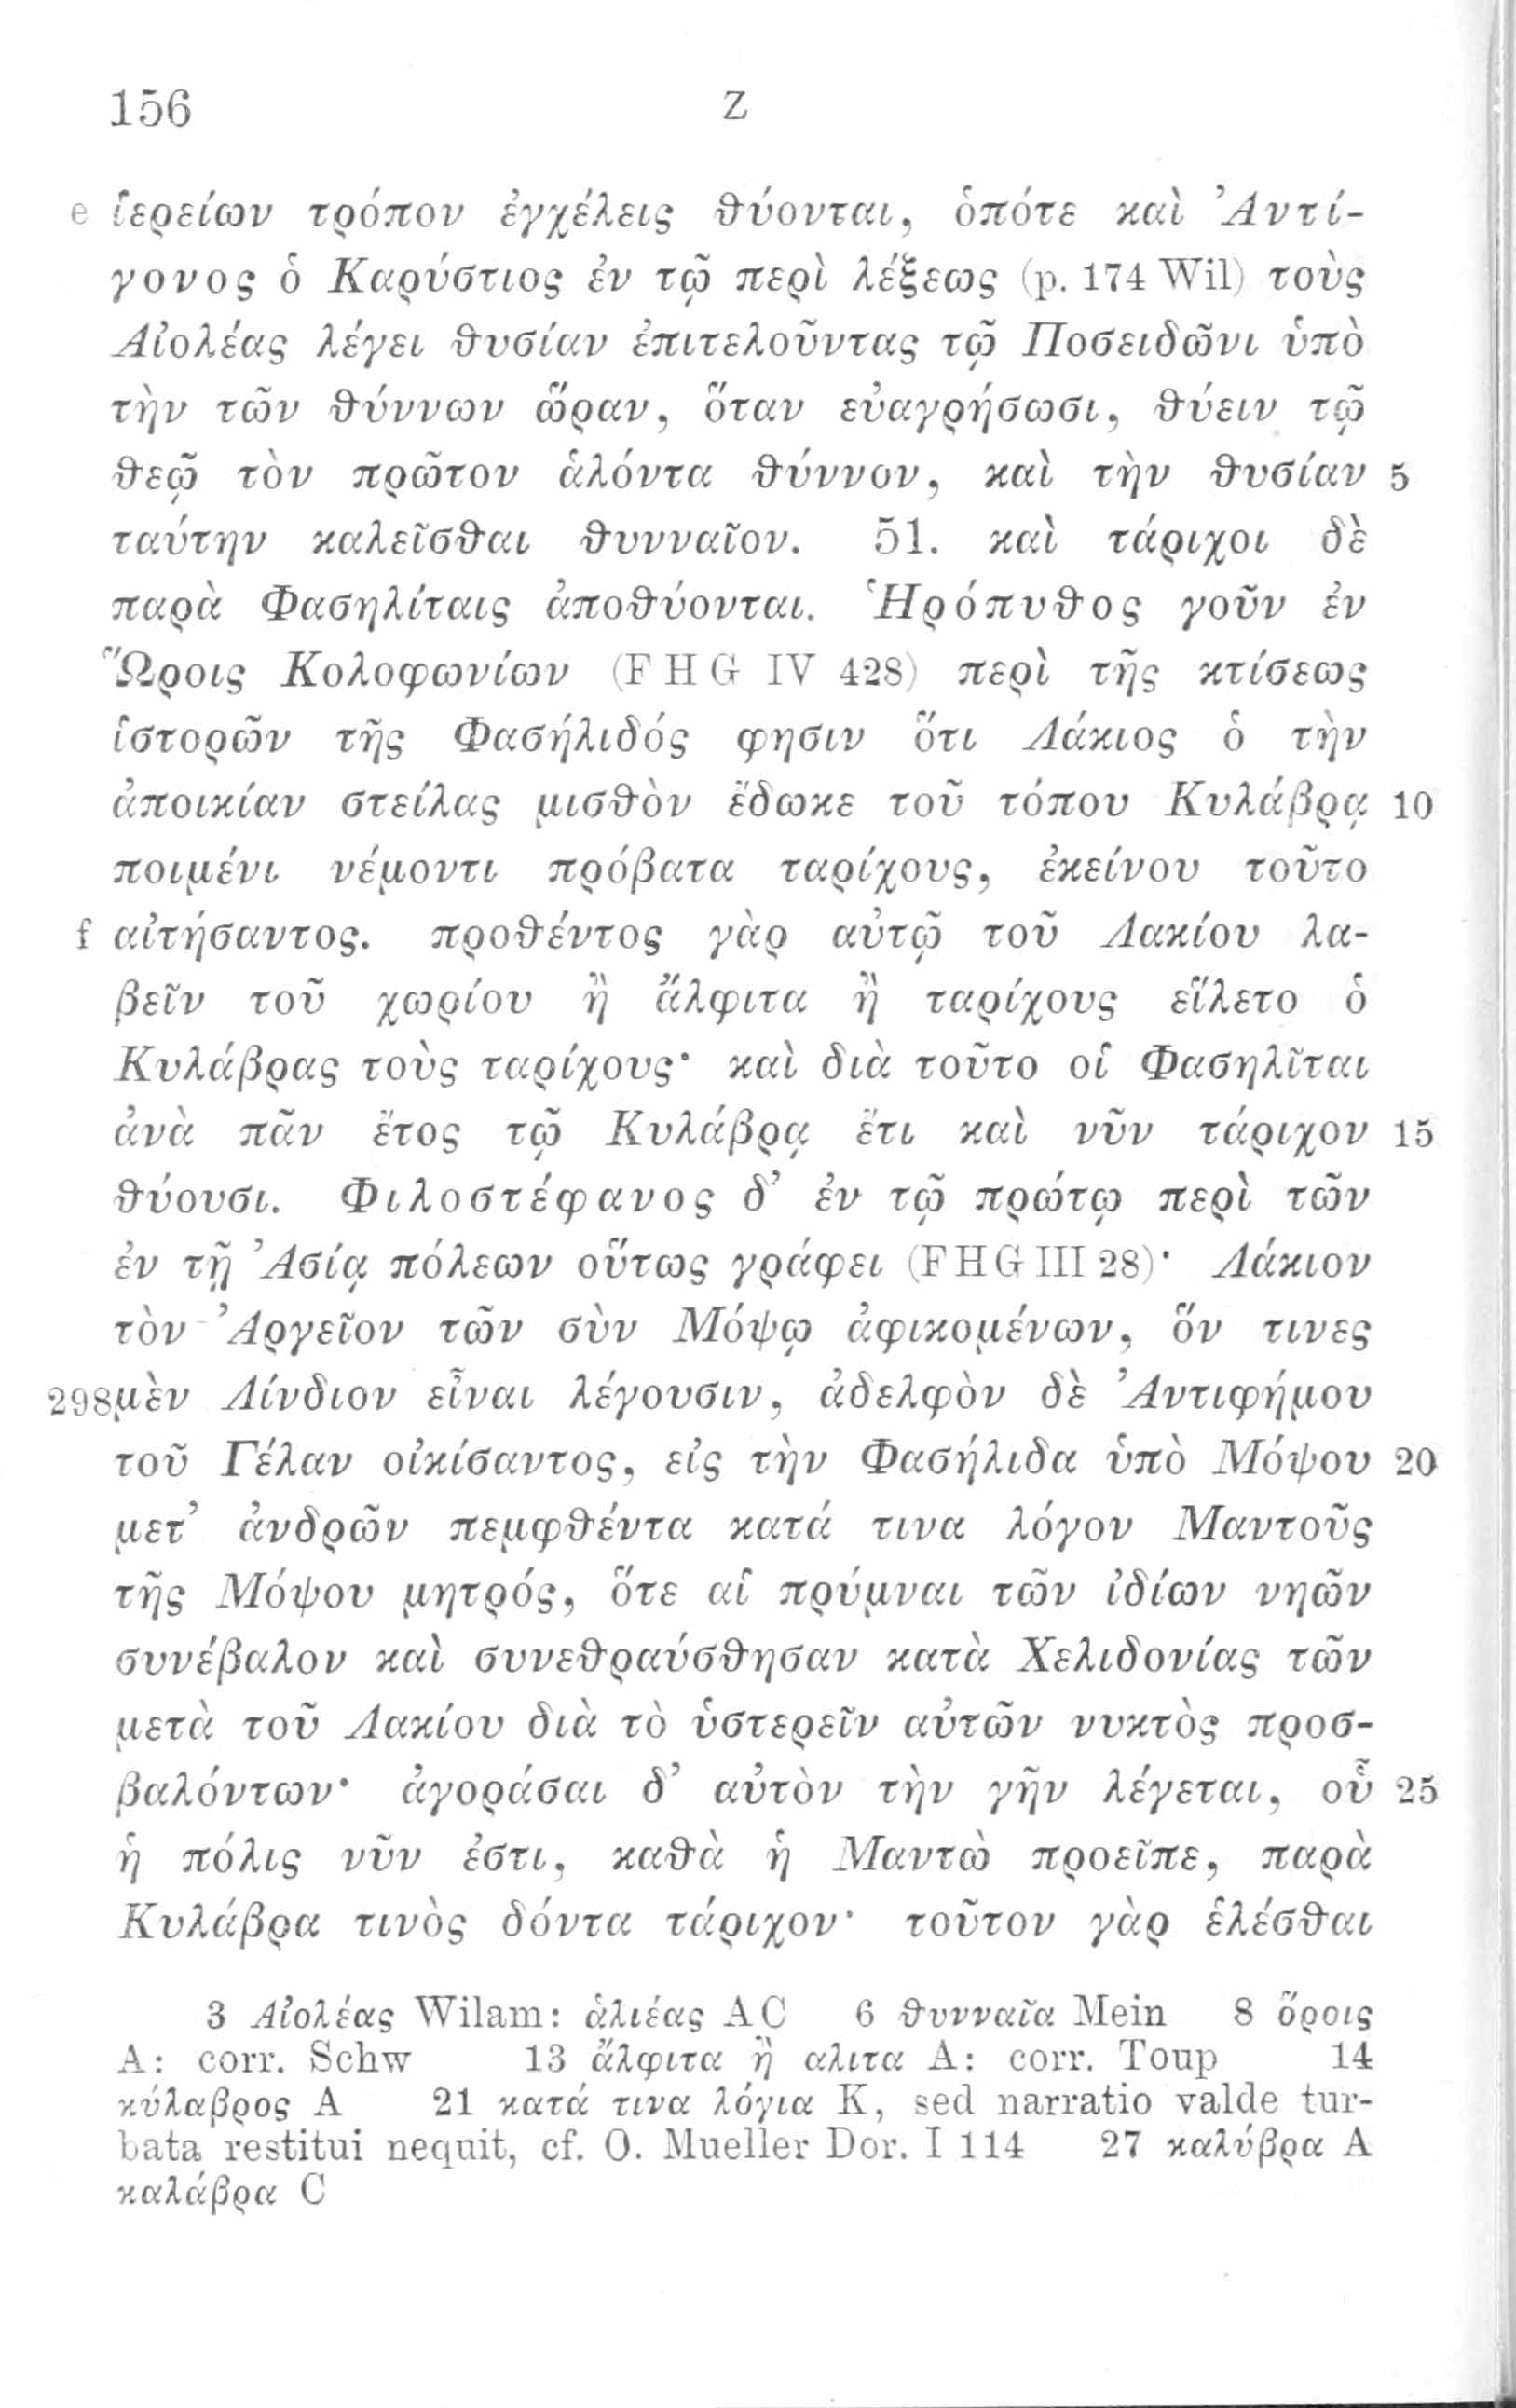 156 Z
e ἱερείων τρόπον ἐγχέλεις θύονται, ὁπότε καὶ Ἀντί-
γονος ὁ Καρύστιος ἐν τῷ περὶ λέξεως (p. 174 Wil) τοὺς
Αἰολέας λέγει θυσίαν ἐπιτελοῦντας τῷ Ποσειδῶνι ὑπὸ
τὴν τῶν θύννων ὥραν, ὅταν εὐαγρήσωσι, θύειν τῷ
θεῷ τὸν πρῶτον ἁλόντα θύννον, καὶ τὴν θυσίαν 5
ταύτην καλεῖσθαι θυνναῖον. 51. καὶ τάριχοι δὲ
παρὰ Φασηλίταις ἀποθύονται. Ἡρόπυθος γοῦν ἐν
Ὥροις Κολοφωνίων (FHG IV 428) περὶ τῆς κτίσεως
ἱστορῶν τῆς Φασήλιδός φησιν ὅτι Λάκιος ὁ τὴν
ἀποικίαν στείλας μισθὸν ἔδωκε τοῦ τόπου Κυλάβρᾳ 10
ποιμένι νέμοντι πρόβατα ταρίχους, ἐκείνου τοῦτο
f αἰτήσαντος. προθέντος γὰρ αὐτῷ τοῦ Λακίου λα-
βεῖν τοῦ χωρίου ἢ ἄλφιτα ἢ ταρίχους εἵλετο ὁ
Κυλάβρας τοὺς ταρίχους· καὶ διὰ τοῦτο οἱ Φασηλῖται
ἀνὰ πᾶν ἔτος τῷ Κυλάβρᾳ ἔτι καὶ νῦν τάριχον 15
θύουσι. Φιλοστέφανος δ’ ἐν τῷ πρώτῳ περὶ τῶν
ἐν τῇ Ἀσίᾳ πόλεων οὕτως γράφει (FHG III 28)· Λάκιον
τὸν Ἀργεῖον τῶν σὺν Μόψῳ ἀφικομένων, ὅν τινες
298 μὲν Λίνδιον εἶναι λέγουσιν, ἀδελφὸν δὲ Ἀντιφήμου
τοῦ Γέλαν οἰκίσαντος, εἰς τὴν Φασήλιδα ὑπὸ Μόψου 20
μετ’ ἀνδρῶν πεμφθέντα κατά τινα λόγον Μαντοῦς
τῆς Μόψου μητρός, ὅτε αἱ πρύμναι τῶν ἰδίων νηῶν
συνέβαλον καὶ συνεθραύσθησαν κατὰ Χελιδονίας τῶν
μετὰ τοῦ Λακίου διὰ τὸ ὑστερεῖν αὐτῶν νυκτὸς προσ-
βαλόντων· ἀγοράσαι δ’ αὐτὸν τὴν γῆν λέγεται, οὗ 25
ἡ πόλις νῦν ἐστι, καθὰ ἡ Μαντὼ προεῖπε, παρὰ
Κυλάβρα τινὸς δόντα τάριχον· τοῦτον γὰρ ἑλέσθαι
3 Αἰολέας Wilam: ἁλιέας AC 6 θυνναῖα Mein 8 ὅροις
A: corr. Schw 13 ἄλφιτα ἢ αλιτα A: corr. Toup 14
κύλαβρος A 21 κατά τινα λόγια K, sed narratio valde tur-
bata restitui nequit, cf. O. Mueller Dor. I 114 27 καλύβρα A
καλάβρα C